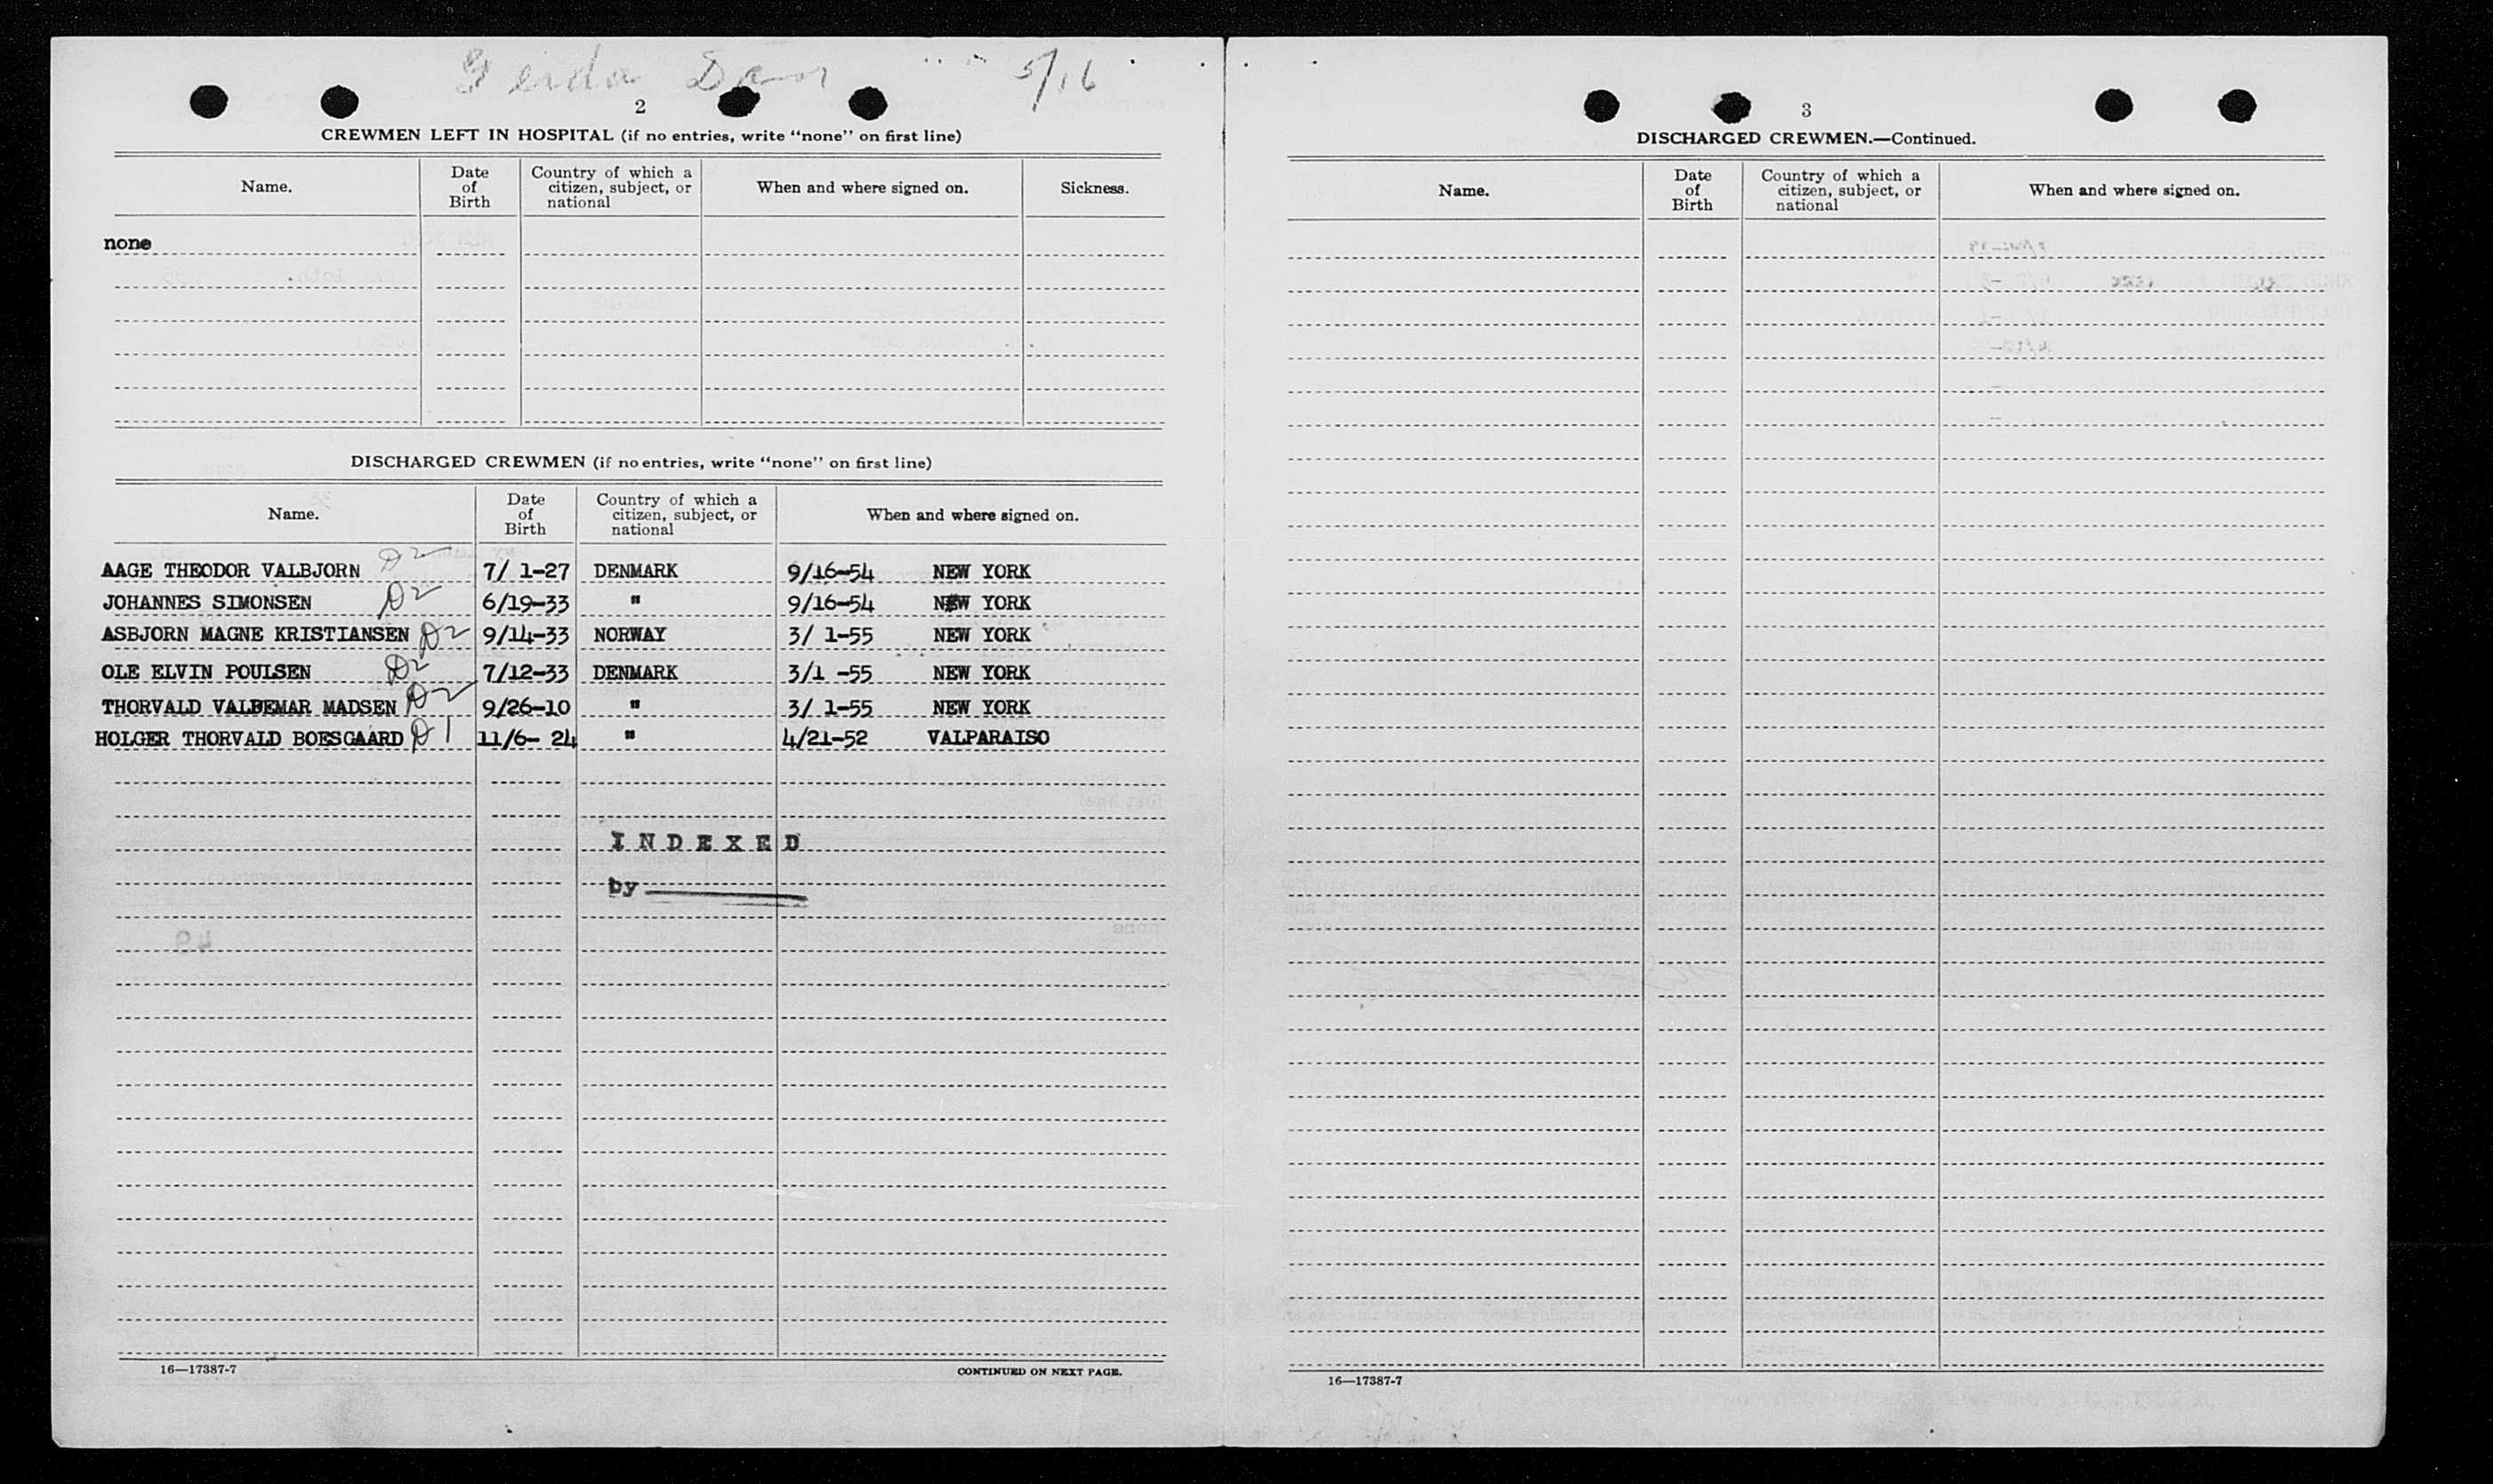 5/16
2
CREWMEN LEFT IN HOSPITAL (if no entries, write "none" on first line)
Name. Date of Birth Country of which a citizen, subject, or national When and where signed on. Sickness.
none
DISCHARGED CREWMEN (if no entries, write "none" on first line)
Name. Date of Birth Country of which a citizen, subject, or national When and where signed on.
AAGE THEODOR VALBJORN D2 7/ 1-27 DENMARK 9/16-54 NEW YORK
JOHANNES SIMONSEN D2 6/19-33 " 9/16-54 NEW YORK
ASBJORN MAGNE KRISTIANSEN D2 9/14-33 NORWAY 3/ 1-55 NEW YORK
OLE ELVIN POULSEN D2 7/12-33 DENMARK 3/1 -55 NEW YORK
THORVALD VALDEMAR MADSEN D2 9/26-10 " 3/ 1-55 NEW YORK
HOLGER THORVALD BOESGAARD D1 11/6- 24 " 4/21-52 VALPARAISO
INDEXED
by
16—17387-7 CONTINUED ON NEXT PAGE.
3
DISCHARGED CREWMEN.—Continued.
Name. Date of Birth Country of which a citizen, subject, or national When and where signed on.
16—17387-7